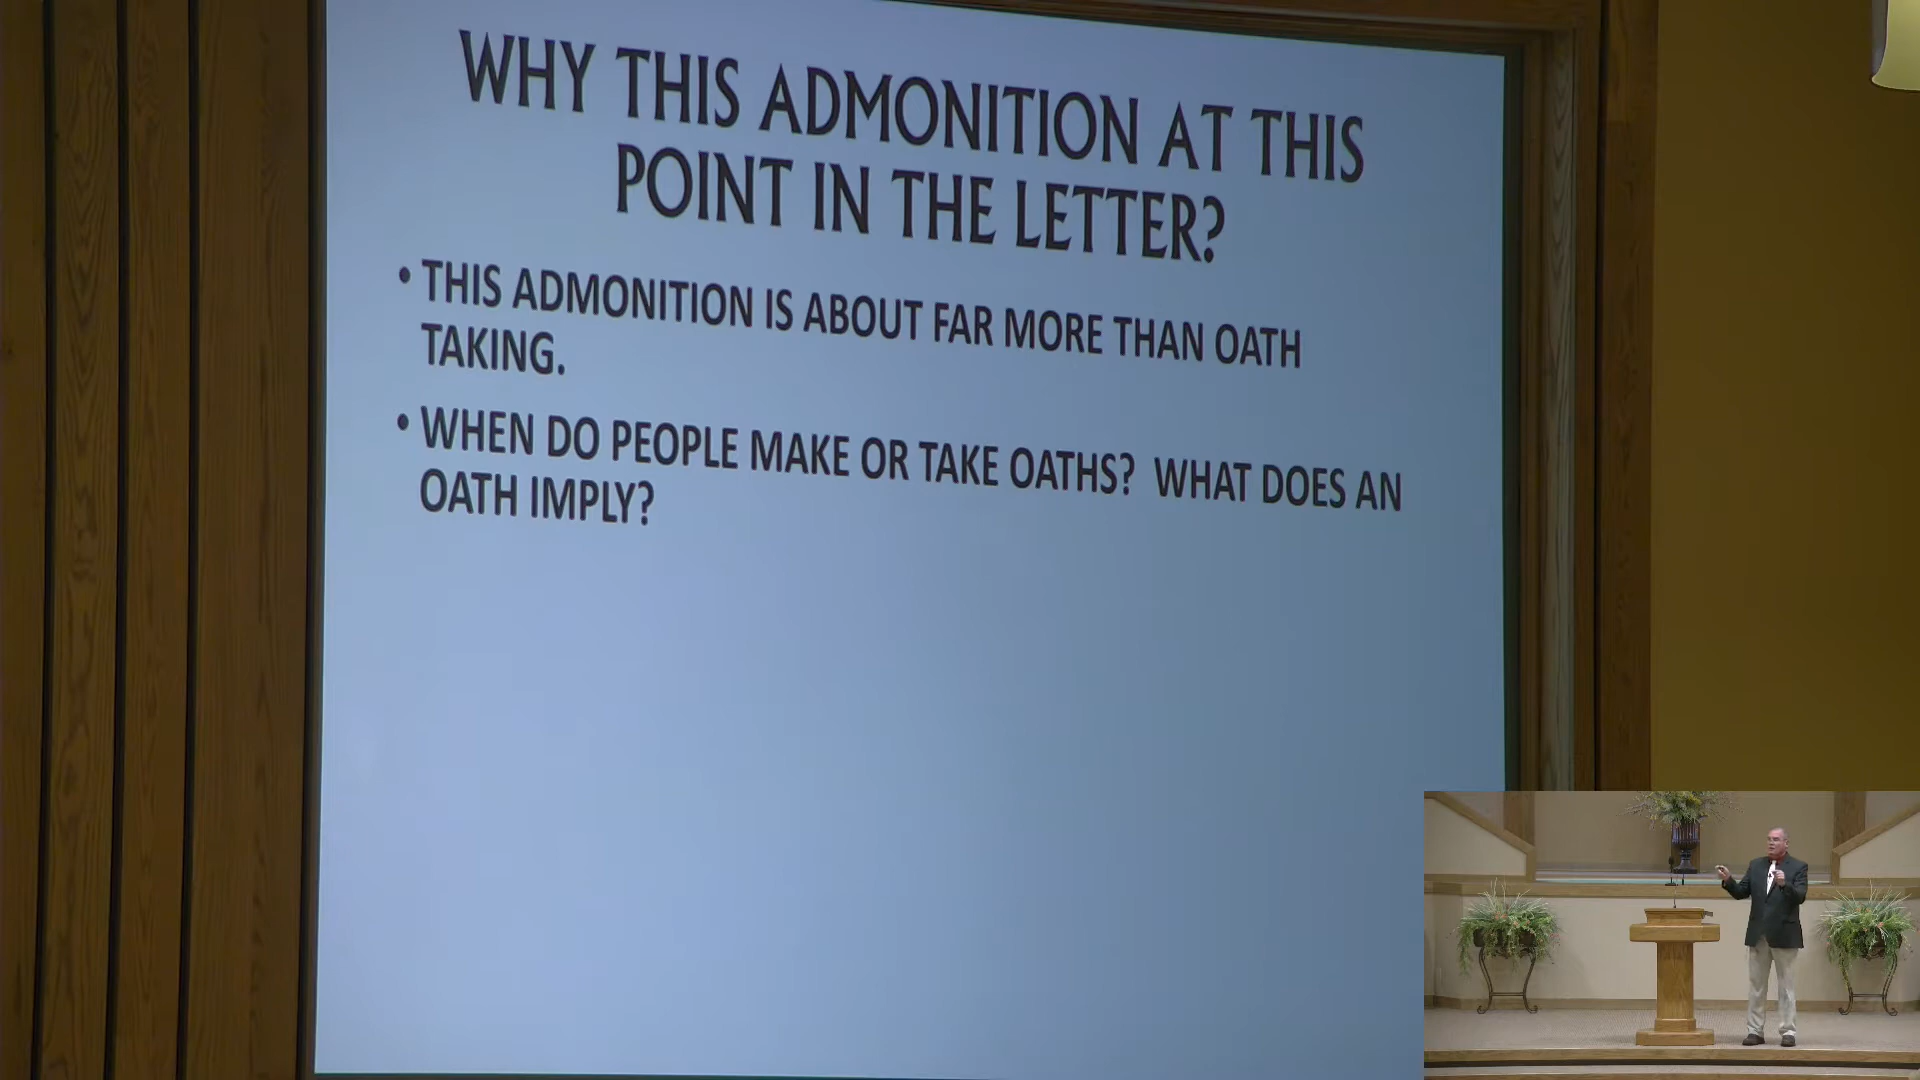 WHY THIS ADMONITION AT THIS
POINT IN THE LETTER?
• THIS ADMONITION IS ABOUT FAR MORE THAN OATH
TAKING.
• WHEN DO PEOPLE MAKE OR TAKE OATHS? WHAT DOES AN
OATH IMPLY?